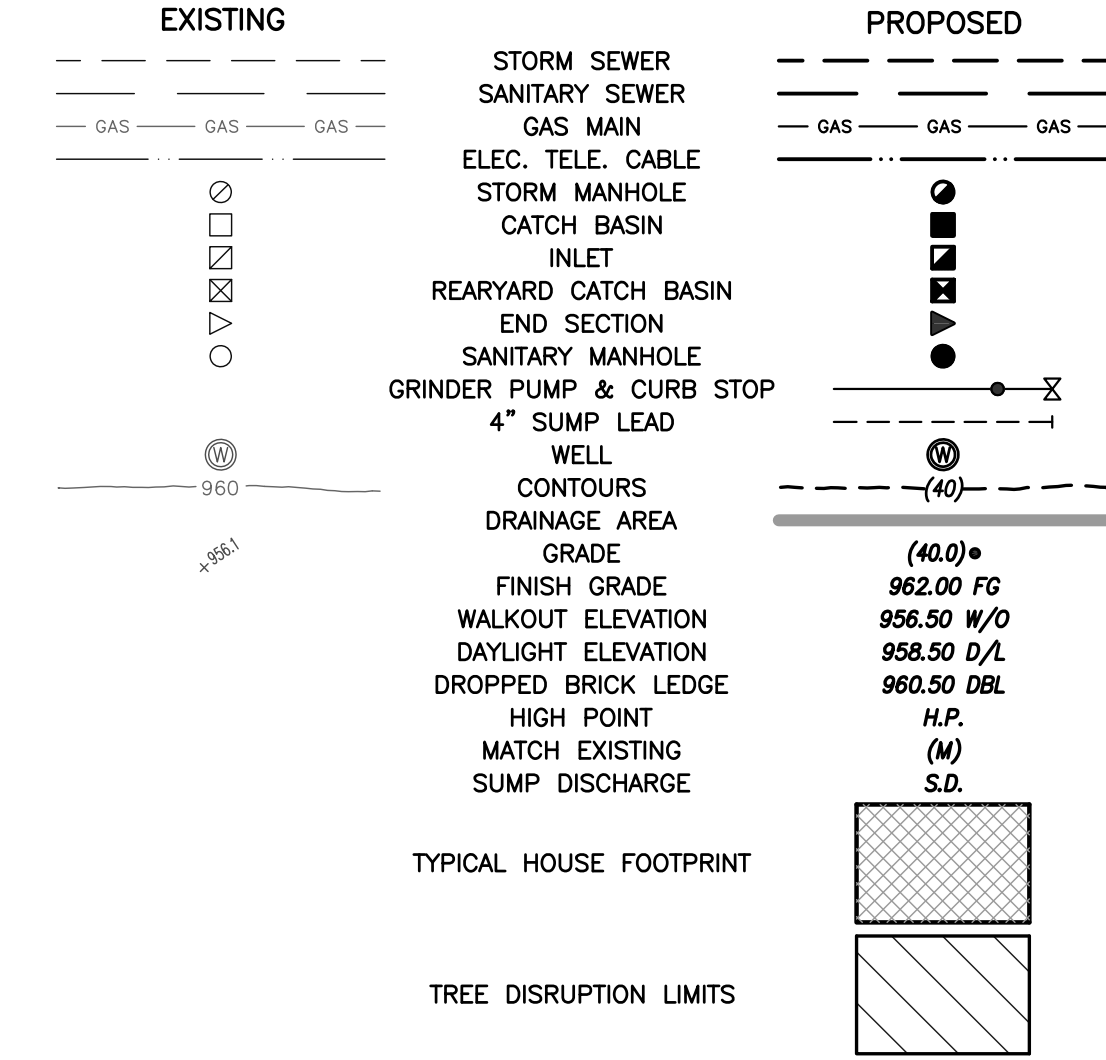 EXISTING PROPOSED
STORM SEWER
SANITARY SEWER
GAS GAS GAS GAS MAIN GAS GAS GAS
ELEC. TELE. CABLE
STORM MANHOLE
CATCH BASIN
INLET
REARYARD CATCH BASIN
END SECTION
SANITARY MANHOLE
GRINDER PUMP & CURB STOP
4" SUMP LEAD
W WELL W
960 CONTOURS (40)
DRAINAGE AREA
+956.1 GRADE (40.0)
FINISH GRADE 962.00 FG
WALKOUT ELEVATION 956.50 W/O
DAYLIGHT ELEVATION 958.50 D/L
DROPPED BRICK LEDGE 960.50 DBL
HIGH POINT H.P.
MATCH EXISTING (M)
SUMP DISCHARGE S.D.
TYPICAL HOUSE FOOTPRINT
TREE DISRUPTION LIMITS